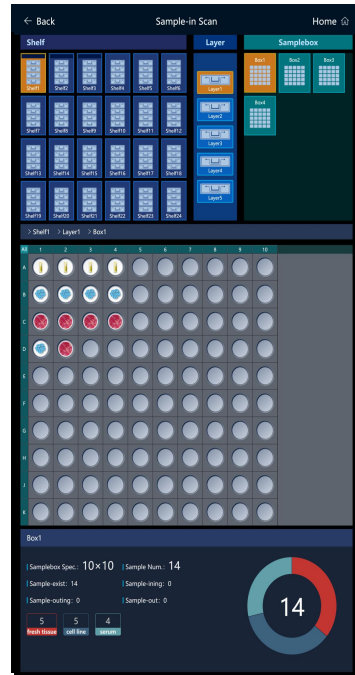 ← Back Sample-in Scan Home
Shelf Layer Samplebox
Shelf1 Shelf2 Shelf3 Shelf4 Shelf5 Shelf6
Layer1
Box1 Box2 Box3
Shelf7 Shelf8 Shelf9 Shelf10 Shelf11 Shelf12
Layer2
Box4
Layer3
Shelf13 Shelf14 Shelf15 Shelf16 Shelf17 Shelf18
Layer4
Shelf19 Shelf20 Shelf21 Shelf22 Shelf23 Shelf24
Layer5
> Shelf1 > Layer1 > Box1
All 1 2 3 4 5 6 7 8 9 10
A
B
C
D
E
F
G
H
J
K
Box1
Samplebox Spec.: 10×10 Sample Num.: 14
Sample-exist: 14 Sample-ining: 0
Sample-outing: 0 Sample-out: 0
5 5 4
fresh tissue cell line serum
14